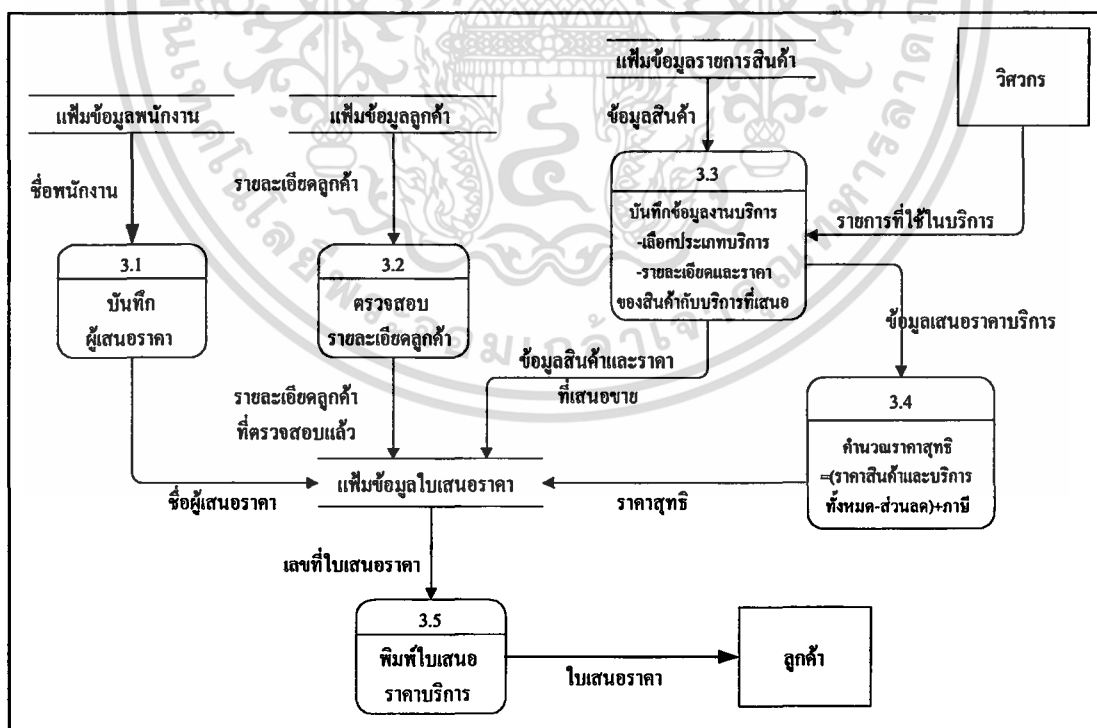 แฟ้มข้อมูลรายการสินค้า
วิศวกร
แฟ้มข้อมูลพนักงาน
แฟ้มข้อมูลลูกค้า
ข้อมูลสินค้า
ชื่อพนักงาน
รายละเอียดลูกค้า
3.3
บันทึกข้อมูลงานบริการ
-เลือกประเภทบริการ
-รายละเอียดและราคา
ของสินค้ากับบริการที่เสนอ
รายการที่ใช้ในบริการ
3.1
บันทึก
ผู้เสนอราคา
3.2
ตรวจสอบ
รายละเอียดลูกค้า
ข้อมูลเสนอราคาบริการ
ข้อมูลสินค้าและราคา
ที่เสนอขาย
รายละเอียดลูกค้า
ที่ตรวจสอบแล้ว
3.4
คำนวณราคาสุทธิ
=(ราคาสินค้าและบริการ
ทั้งหมด-ส่วนลด)+ภาษี
แฟ้มข้อมูลใบเสนอราคา
ชื่อผู้เสนอราคา
ราคาสุทธิ
เลขที่ใบเสนอราคา
3.5
พิมพ์ใบเสนอ
ราคาบริการ
ใบเสนอราคา
ลูกค้า